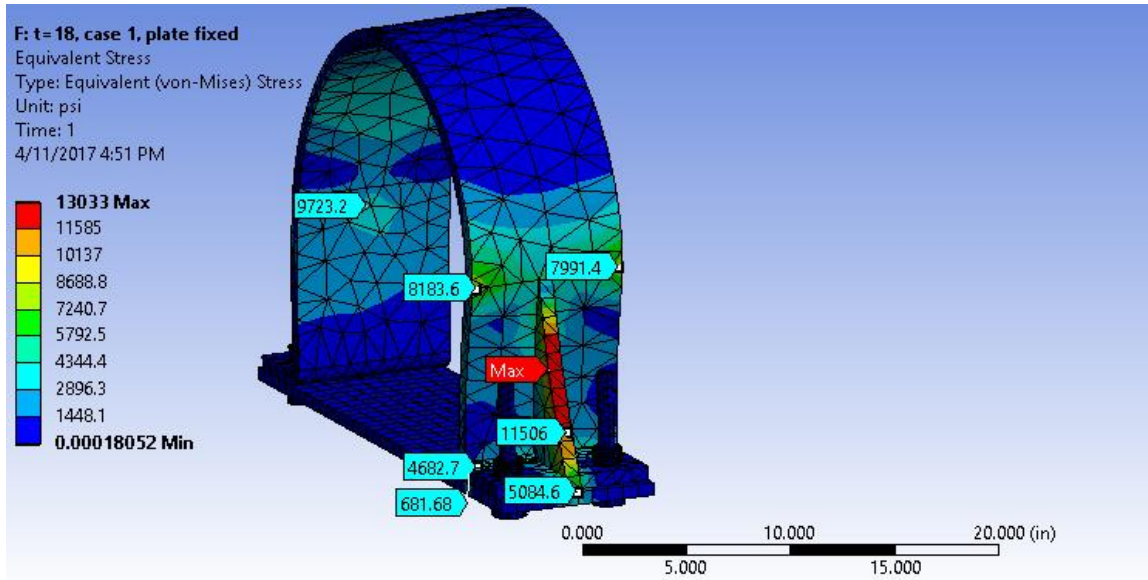 F: t=18, case 1, plate fixed
Equivalent Stress
Type: Equivalent (von-Mises) Stress
Unit: psi
Time: 1
4/11/2017 4:51 PM
13033 Max
11585
10137
8688.8
7240.7
5792.5
4344.4
2896.3
1448.1
0.00018052 Min
9723.2
7991.4
8183.6
Max
11506
4682.7
5084.6
681.68
0.000 10.000 20.000 (in)
5.000 15.000